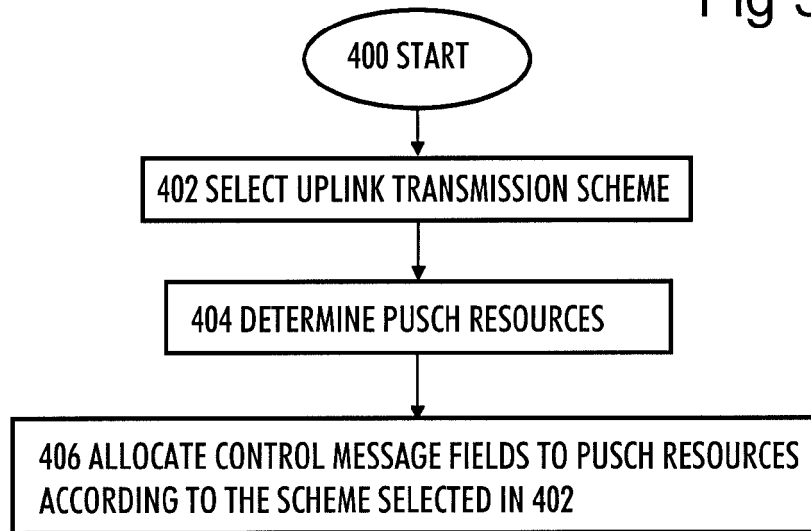 Fig
400 START
402 SELECT UPLINK TRANSMISSION SCHEME
404 DETERMINE PUSCH RESOURCES
406 ALLOCATE CONTROL MESSAGE FIELDS TO PUSCH RESOURCES
ACCORDING TO THE SCHEME SELECTED IN 402